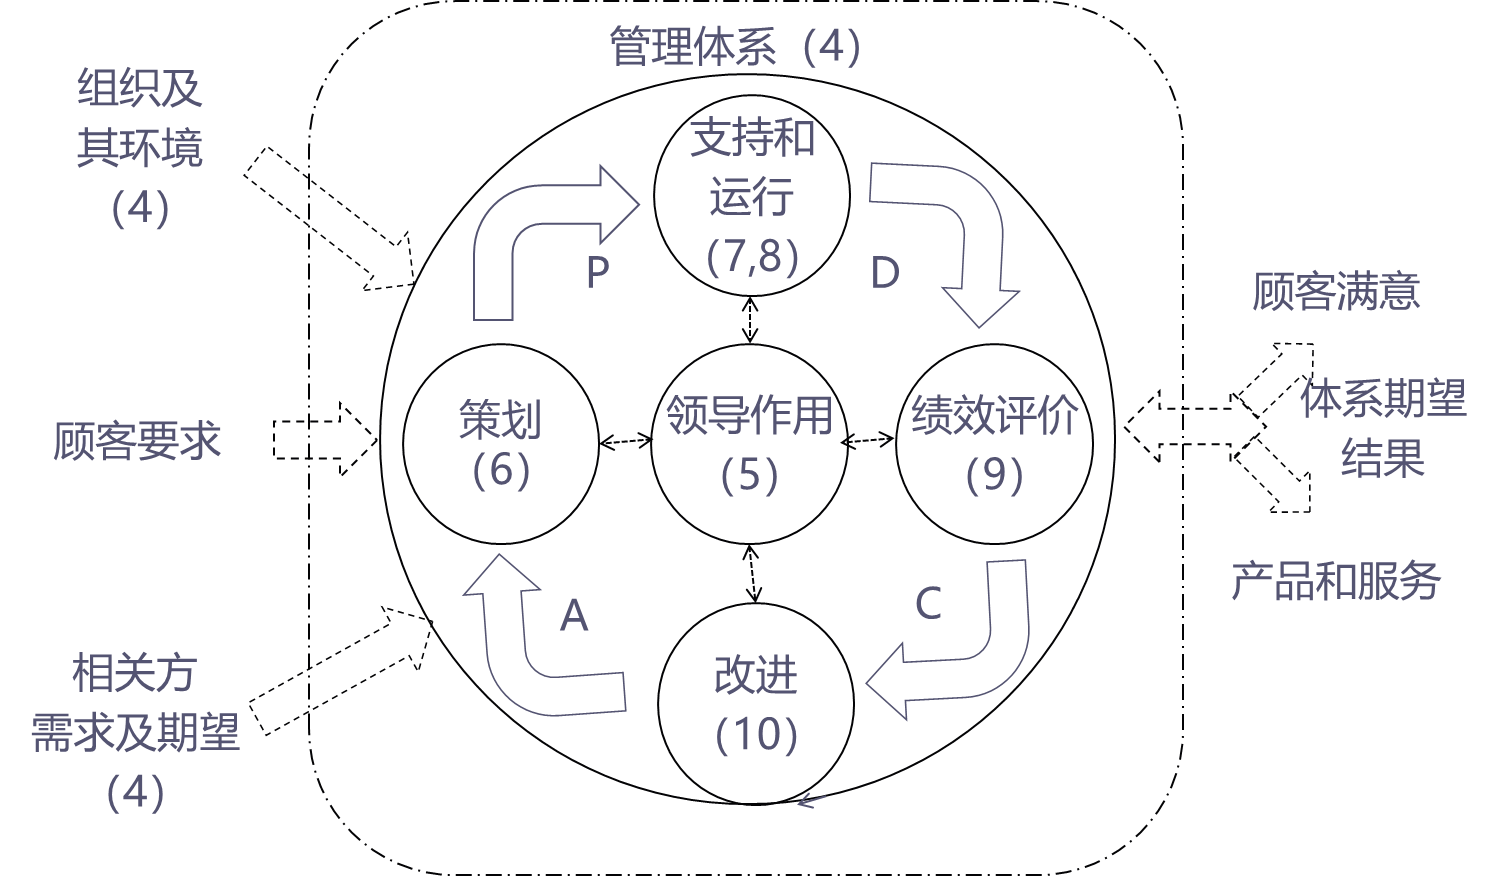 管理体系（4）
组织及
其环境
（4）
支持和
运行
（7,8）
P
D
顾客满意
体系期望
结果
顾客要求
策划
（6）
领导作用
（5）
绩效评价
（9）
产品和服务
A
C
相关方
需求及期望
（4）
改进
（10）